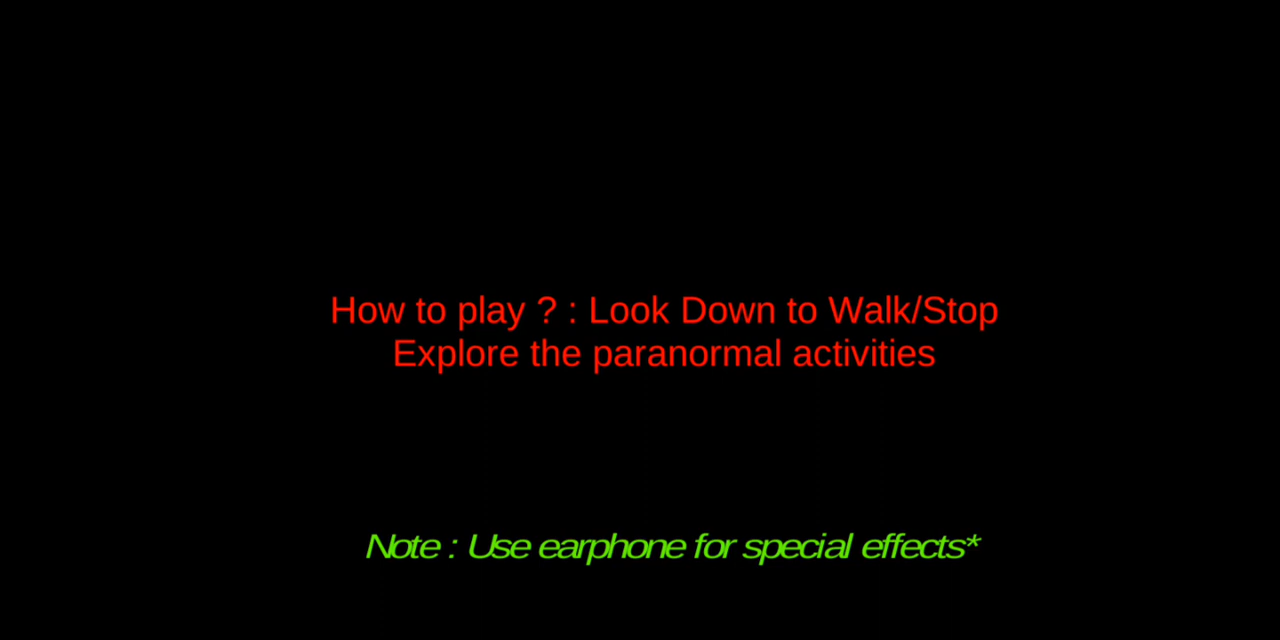 How to play ? : Look Down to Walk/Stop
Explore the paranormal activities
Note : Use earphone for special effects*